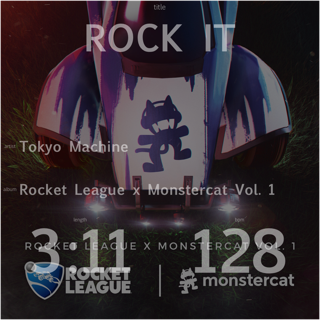 title
ROCK IT
artist
Tokyo Machine
album
Rocket League x Monstercat Vol. 1
length
bpm
3.11
128
ROCKET LEAGUE X MONSTERCAT VOL. 1
ROCKET
LEAGUE
monstercat